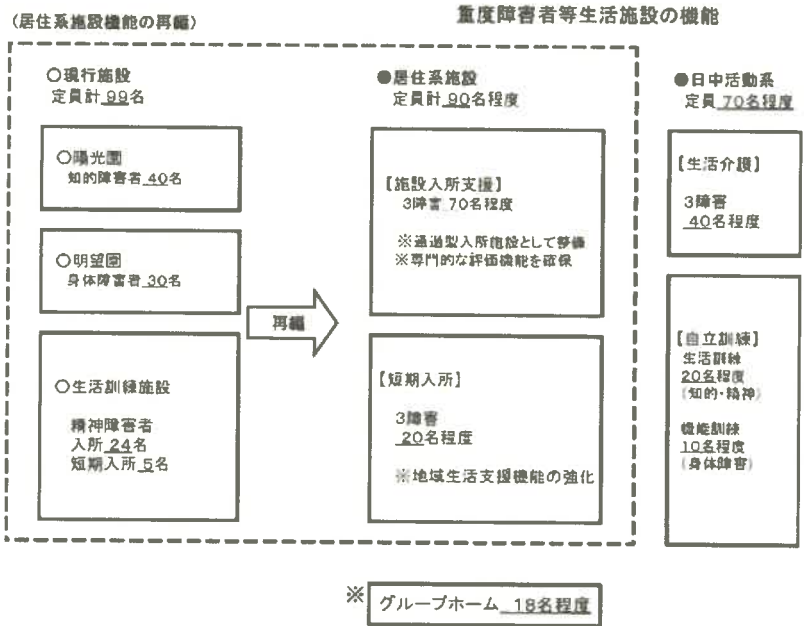 重度障害者等生活施設の機能
(居住系施設機能の再編)
○現行施設
定員計 99名
○陽光園
知的障害者 40名
○明望園
身体障害者 30名
○生活訓練施設
精神障害者
入所 24名
短期入所 5名
再編
●居住系施設
定員計 90名程度
【施設入所支援】
3障害 70名程度
※通過型入所施設として整備
※専門的な評価機能を確保
【短期入所】
3障害
20名程度
※地域生活支援機能の強化
●日中活動系
定員 70名程度
【生活介護】
3障害
40名程度
【自立訓練】
生活訓練
20名程度
(知的・精神)
機能訓練
10名程度
(身体障害)
※ グループホーム 18名程度